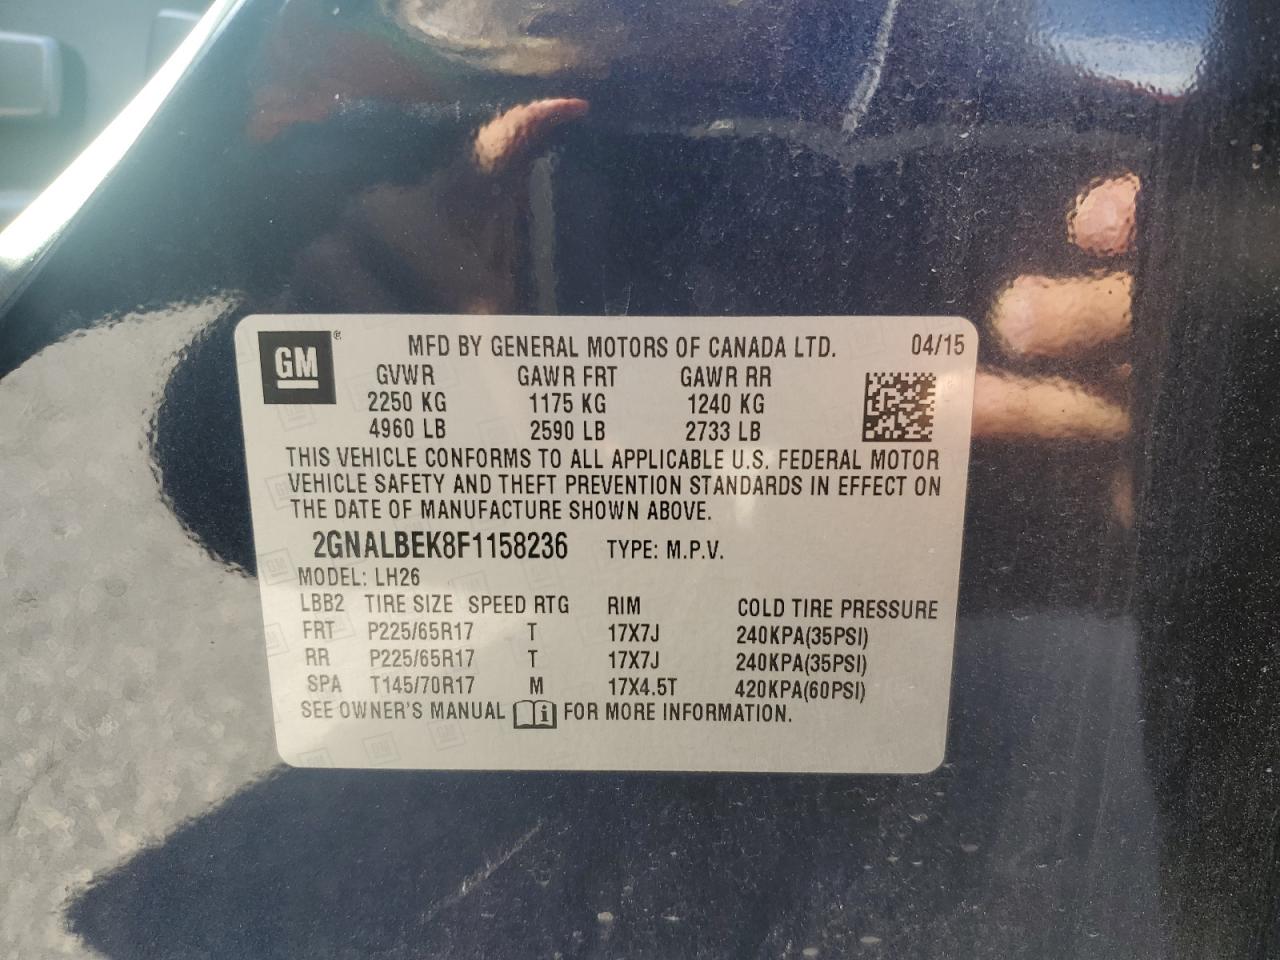 GM ® MFD BY GENERAL MOTORS OF CANADA LTD. 04/15
GVWR GAWR FRT GAWR RR
2250 KG 1175 KG 1240 KG
4960 LB 2590 LB 2733 LB
THIS VEHICLE CONFORMS TO ALL APPLICABLE U.S. FEDERAL MOTOR
VEHICLE SAFETY AND THEFT PREVENTION STANDARDS IN EFFECT ON
THE DATE OF MANUFACTURE SHOWN ABOVE.
2GNALBEK8F1158236 TYPE: M.P.V.
MODEL: LH26
LBB2 TIRE SIZE SPEED RTG RIM COLD TIRE PRESSURE
FRT P225/65R17 T 17X7J 240KPA(35PSI)
RR P225/65R17 T 17X7J 240KPA(35PSI)
SPA T145/70R17 M 17X4.5T 420KPA(60PSI)
SEE OWNER'S MANUAL i FOR MORE INFORMATION.